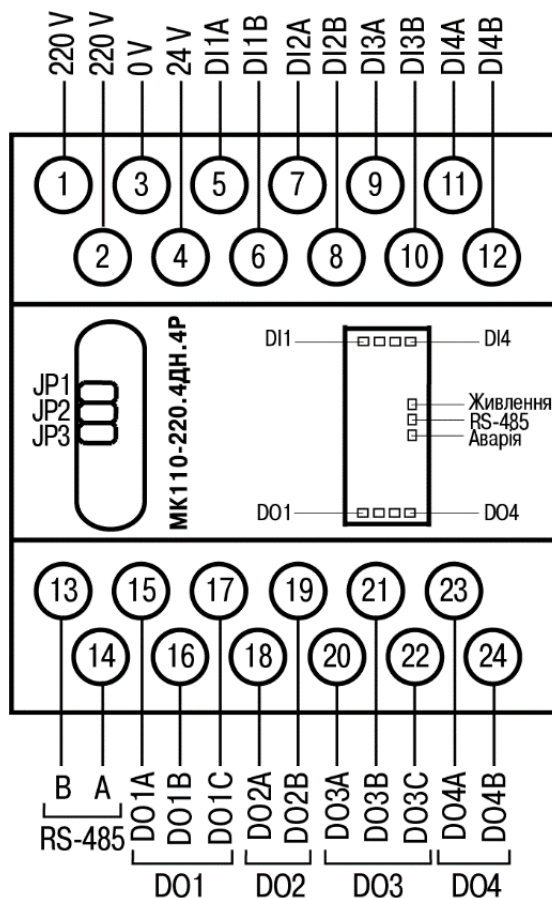 220 V
220 V
0 V
24 V
DI1A
DI1B
DI2A
DI2B
DI3A
DI3B
DI4A
DI4B
1
3
5
7
9
11
2
4
6
8
10
12
JP1
JP2
JP3
МК110-220.4ДН.4Р
DI1
DI4
Живлення
RS-485
Аварія
DO1
DO4
13
15
17
19
21
23
14
16
18
20
22
24
B
A
DO1A
DO1B
DO1C
DO2A
DO2B
DO3A
DO3B
DO3C
DO4A
DO4B
RS-485
DO1
DO2
DO3
DO4